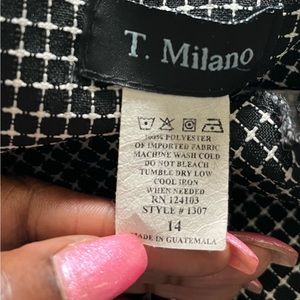 T. Milano
100% POLYESTER
OF IMPORTED FABRIC
MACHINE WASH COLD
DO NOT BLEACH
TUMBLE DRY LOW
COOL IRON
WHEN NEEDED
RN 124103
STYLE # 1307
14
MADE IN GUATEMALA